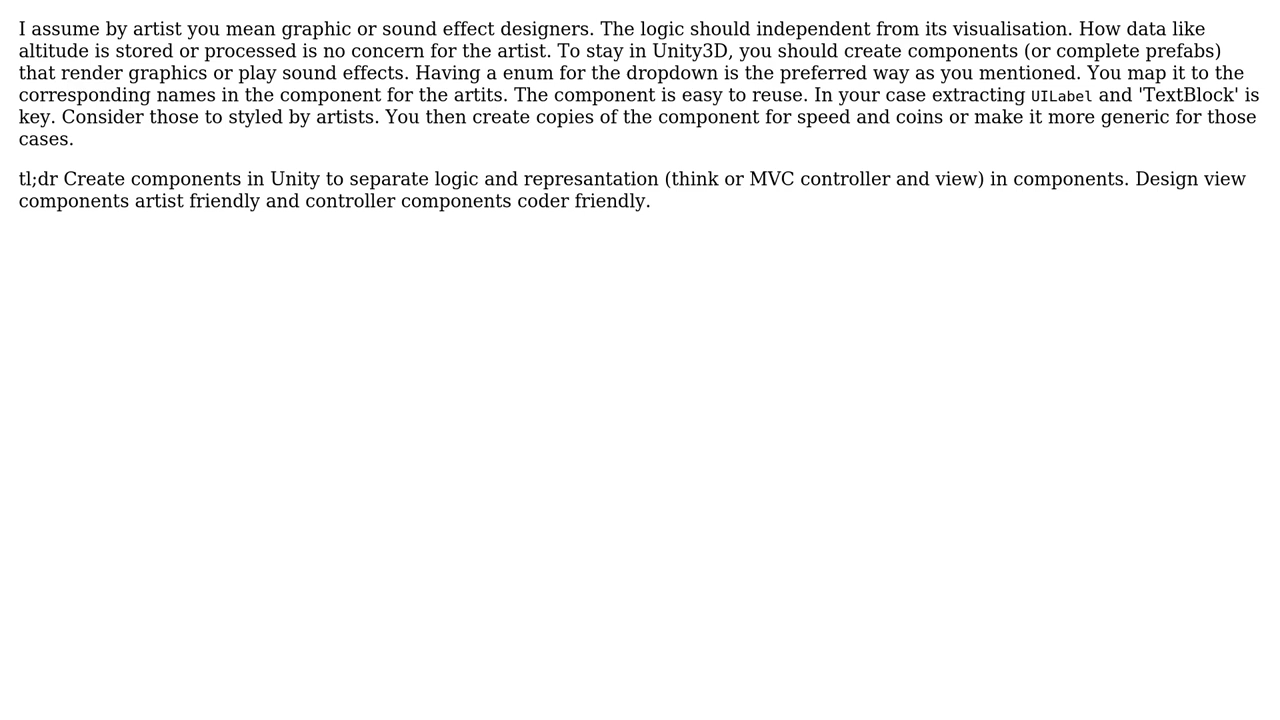 I assume by artist you mean graphic or sound effect designers. The logic should independent from its visualisation. How data like
altitude is stored or processed is no concern for the artist. To stay in Unity3D, you should create components (or complete prefabs)
that render graphics or play sound effects. Having a enum for the dropdown is the preferred way as you mentioned. You map it to the
corresponding names in the component for the artits. The component is easy to reuse. In your case extracting UILabel and 'TextBlock' is
key. Consider those to styled by artists. You then create copies of the component for speed and coins or make it more generic for those
cases.
tl;dr Create components in Unity to separate logic and represantation (think or MVC controller and view) in components. Design view
components artist friendly and controller components coder friendly.